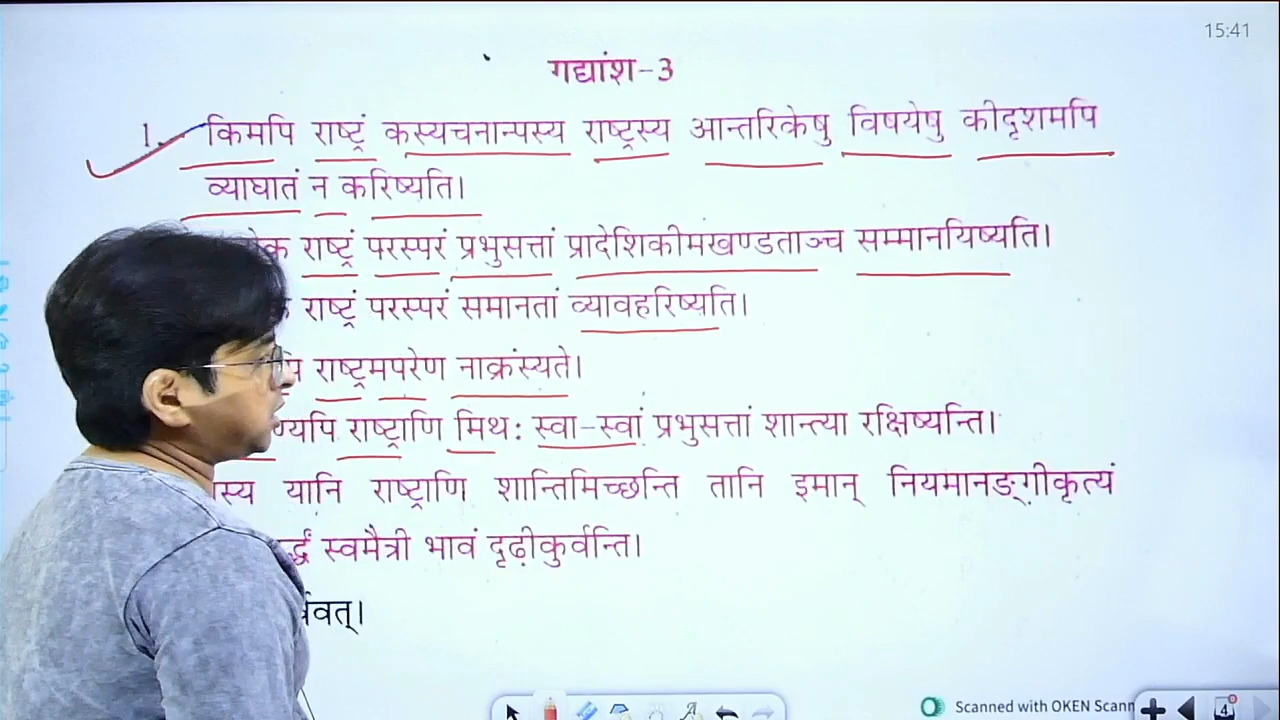 15:41
गद्यांश-3
1. किमपि राष्ट्रं कस्यचनान्पस्य राष्ट्रस्य आन्तरिकेषु विषयेषु कीदृशमपि
व्याघातं न करिष्यति।
राष्ट्रं परस्परं प्रभुसत्तां प्रादेशिकीमखण्डताञ्च सम्मानयिष्यति।
राष्ट्रं परस्परं समानतां व्यावहरिष्यति।
राष्ट्रमपरेण नाक्रंस्यते।
राष्ट्राणि मिथः स्वा-स्वां प्रभुसत्तां शान्त्या रक्षिष्यन्ति।
यानि राष्ट्राणि शान्तिमिच्छन्ति तानि इमान् नियमानङ्गीकृत्यं
स्वमैत्री भावं दृढ़ीकुर्वन्ति।
Scanned with OKEN
4